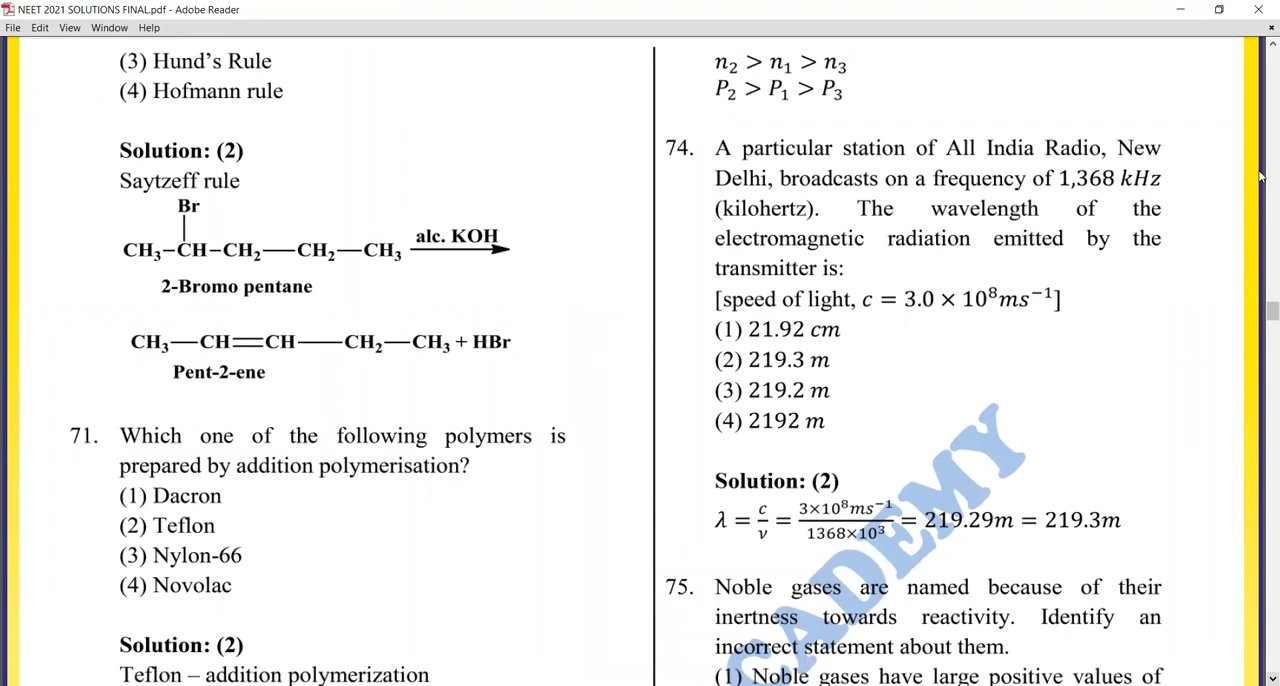 NEET 2021 SOLUTIONS FINAL.pdf - Adobe Reader
File Edit View Window Help
(3) Hund's Rule
(4) Hofmann rule
Solution: (2)
Saytzeff rule
Br
CH₃–CH–CH₂—CH₂—CH₃ alc. KOH
2-Bromo pentane
CH₃—CH=CH—CH₂—CH₃ + HBr
Pent-2-ene
71. Which one of the following polymers is
prepared by addition polymerisation?
(1) Dacron
(2) Teflon
(3) Nylon-66
(4) Novolac
Solution: (2)
Teflon – addition polymerization
n₂ > n₁ > n₃
P₂ > P₁ > P₃
74. A particular station of All India Radio, New
Delhi, broadcasts on a frequency of 1,368 kHz
(kilohertz). The wavelength of the
electromagnetic radiation emitted by the
transmitter is:
[speed of light, c = 3.0 × 10⁸ms⁻¹]
(1) 21.92 cm
(2) 219.3 m
(3) 219.2 m
(4) 2192 m
Solution: (2)
λ = c/ν = 3×10⁸ms⁻¹/1368×10³ = 219.29m = 219.3m
75. Noble gases are named because of their
inertness towards reactivity. Identify an
incorrect statement about them.
(1) Noble gases have large positive values of
CADEMY